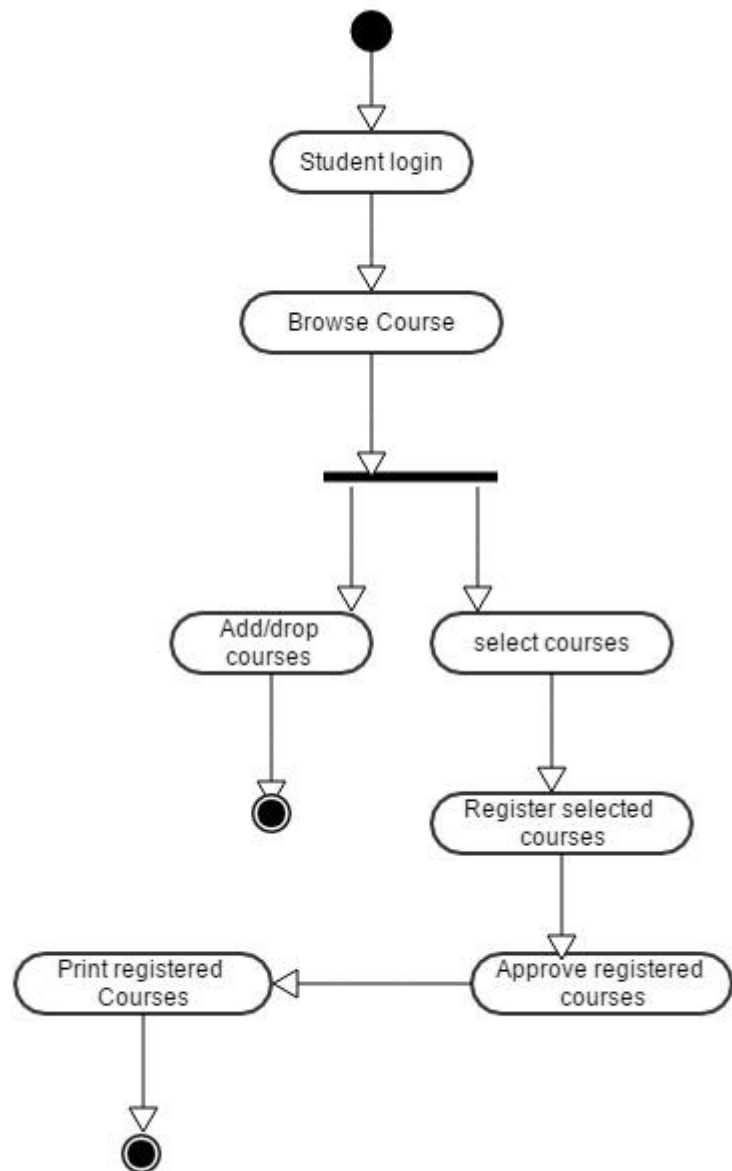 Student login
Browse Course
Add/drop
courses
select courses
Register selected
courses
Print registered
Courses
Approve registered
courses